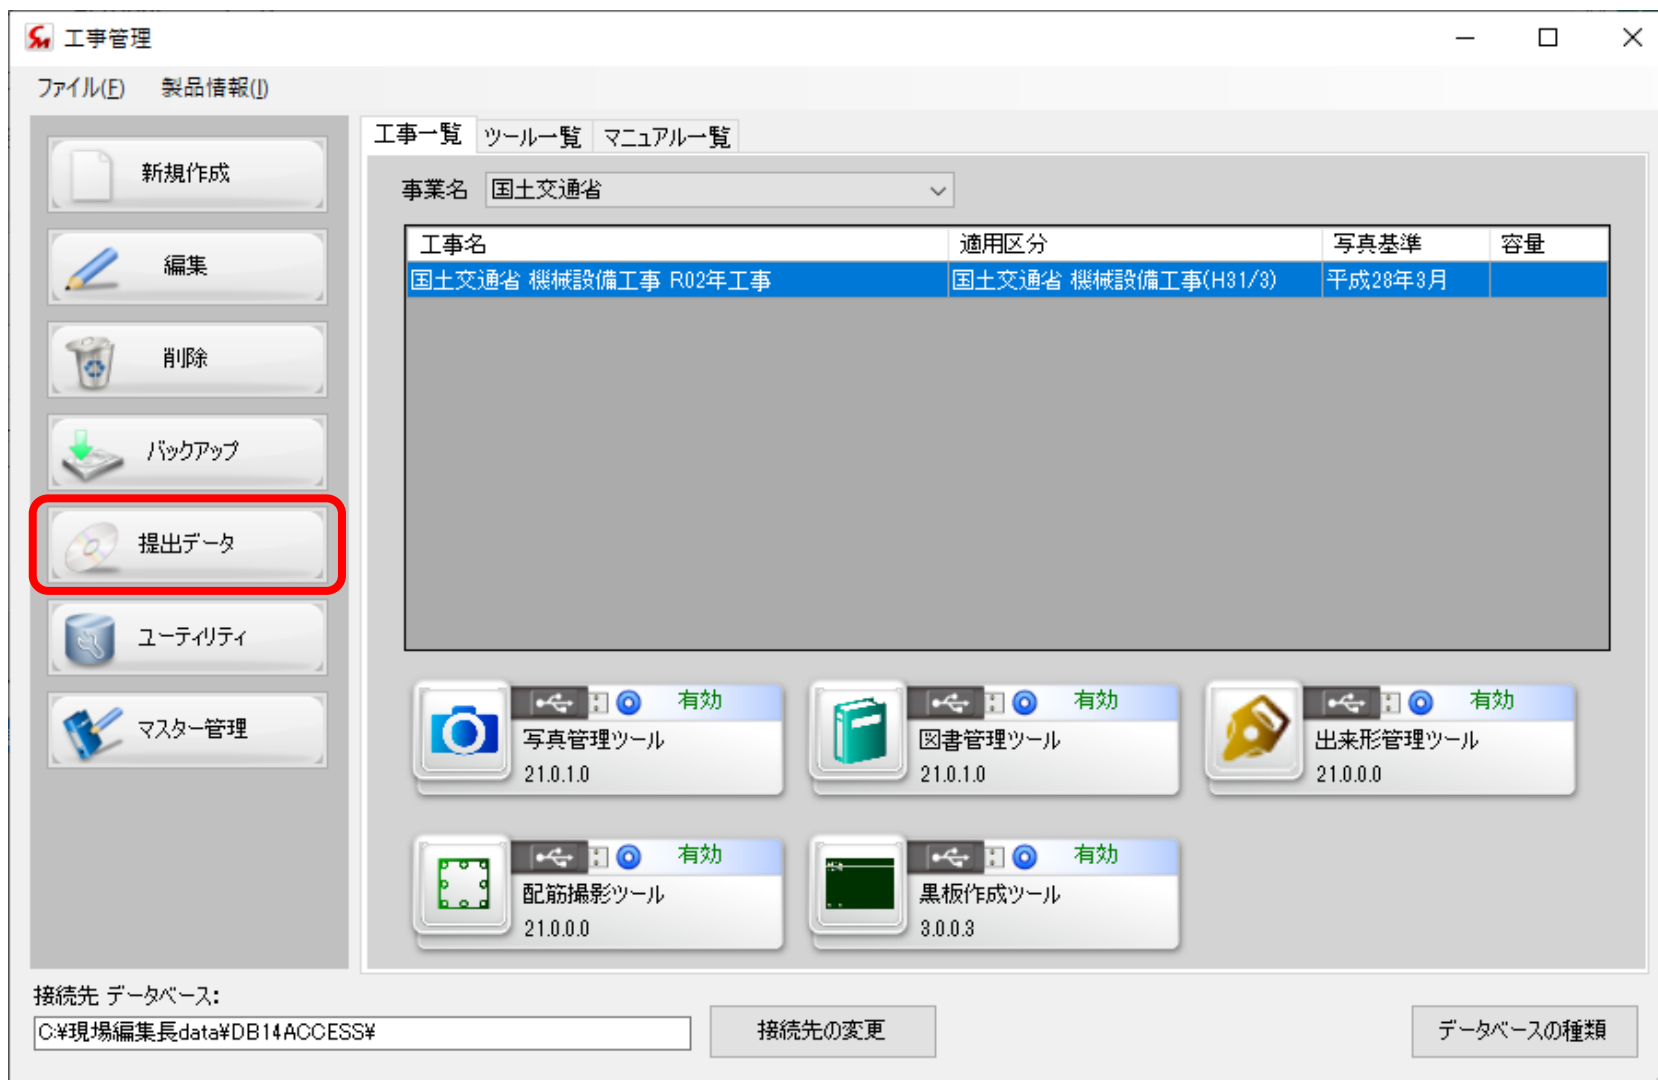 工事管理
ファイル(F) 製品情報(I)
新規作成
編集
削除
バックアップ
提出データ
ユーティリティ
マスター管理
工事一覧 ツール一覧 マニュアル一覧
事業名 国土交通省
工事名 適用区分 写真基準 容量
国土交通省 機械設備工事 R02年工事 国土交通省 機械設備工事(H31/3) 平成28年3月
有効
写真管理ツール
21.0.1.0
有効
図書管理ツール
21.0.1.0
有効
出来形管理ツール
21.0.0.0
有効
配筋撮影ツール
21.0.0.0
有効
黒板作成ツール
3.0.0.3
接続先 データベース:
C:¥現場編集長data¥DB14ACCESS¥
接続先の変更
データベースの種類